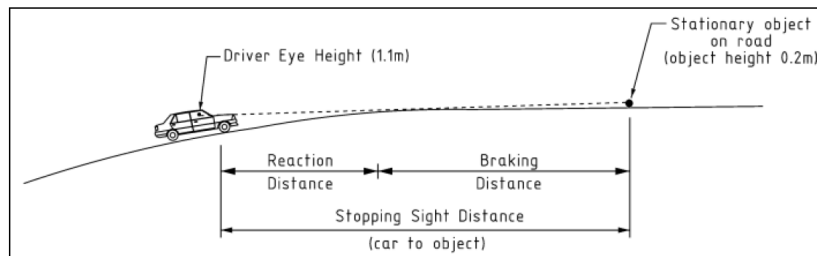 Driver Eye Height (1.1m)
Stationary object
on road
(object height 0.2m)
Reaction
Distance
Braking
Distance
Stopping Sight Distance
(car to object)